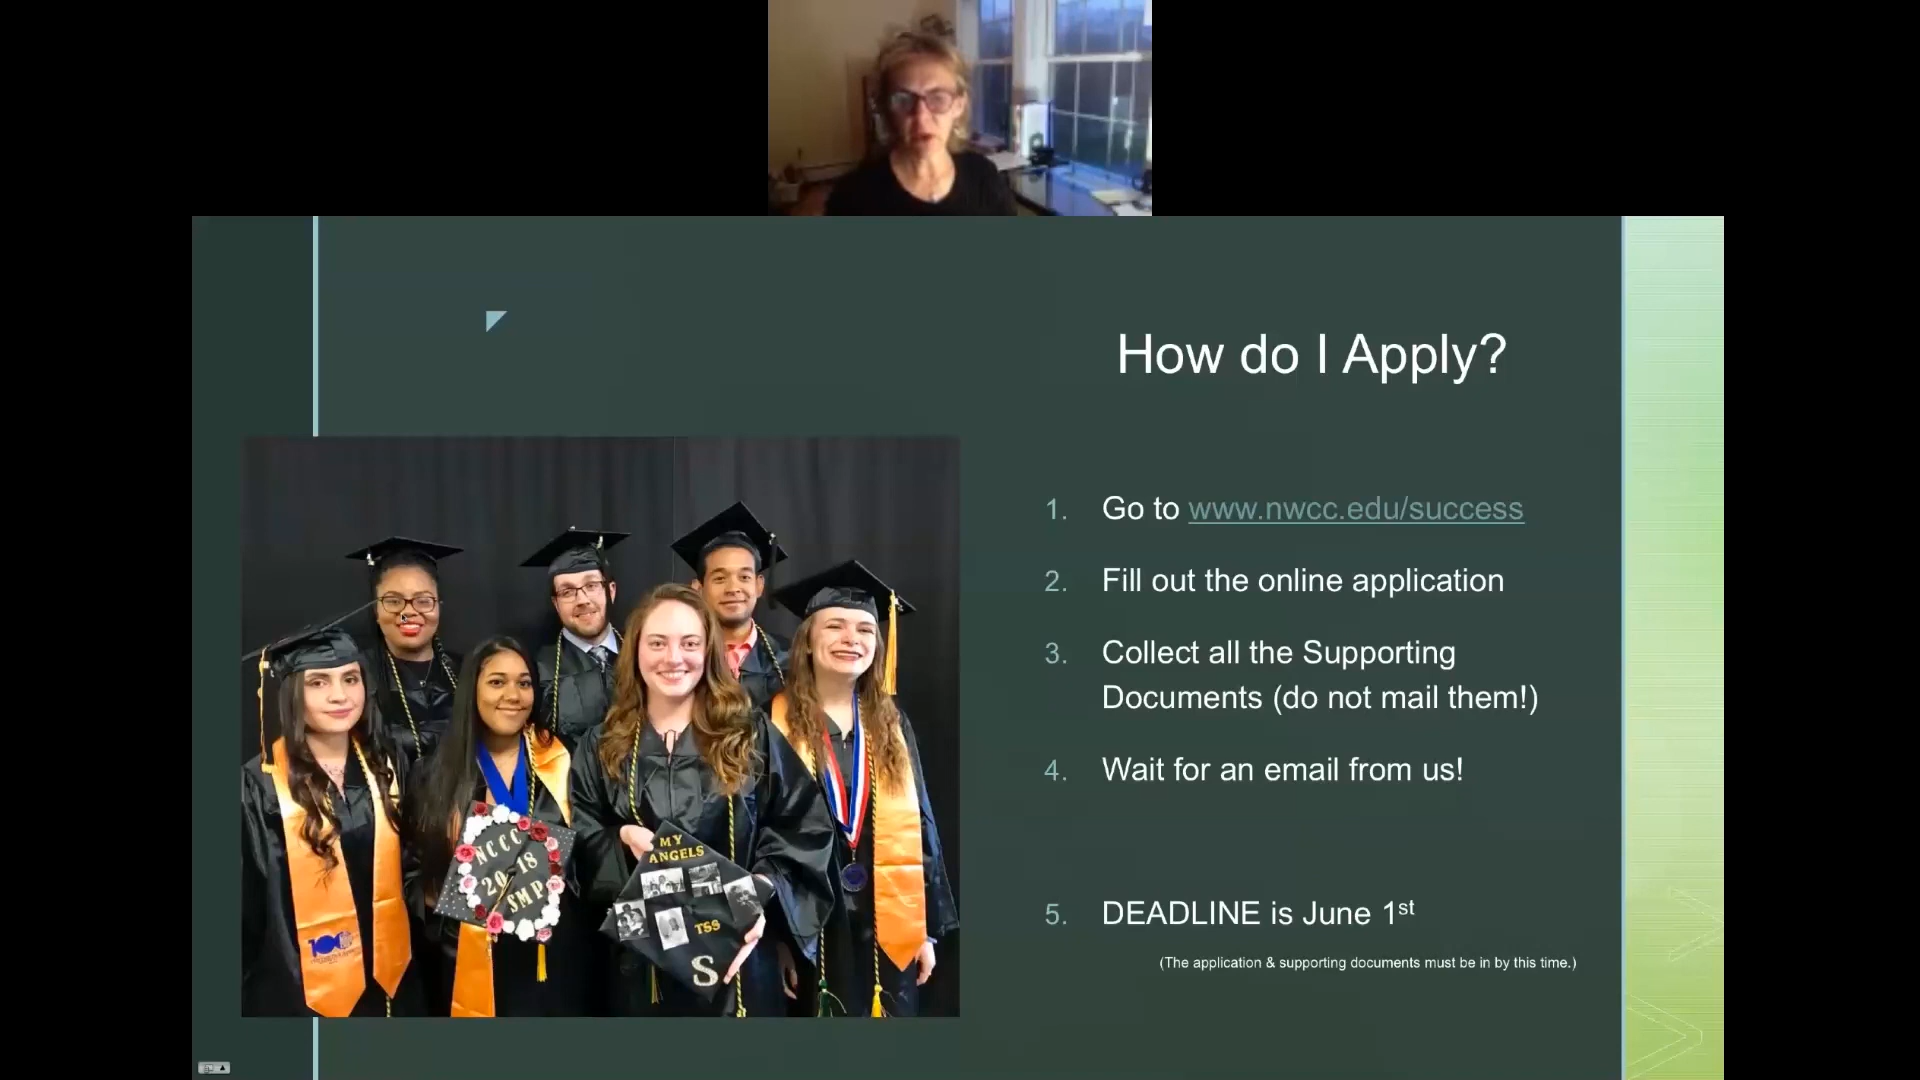 How do I Apply?
1. Go to www.nwcc.edu/success
2. Fill out the online application
3. Collect all the Supporting
Documents (do not mail them!)
4. Wait for an email from us!
5. DEADLINE is June 1st
(The application & supporting documents must be in by this time.)
NCCC
2018
SMP
MY
ANGELS
TSS
S
100